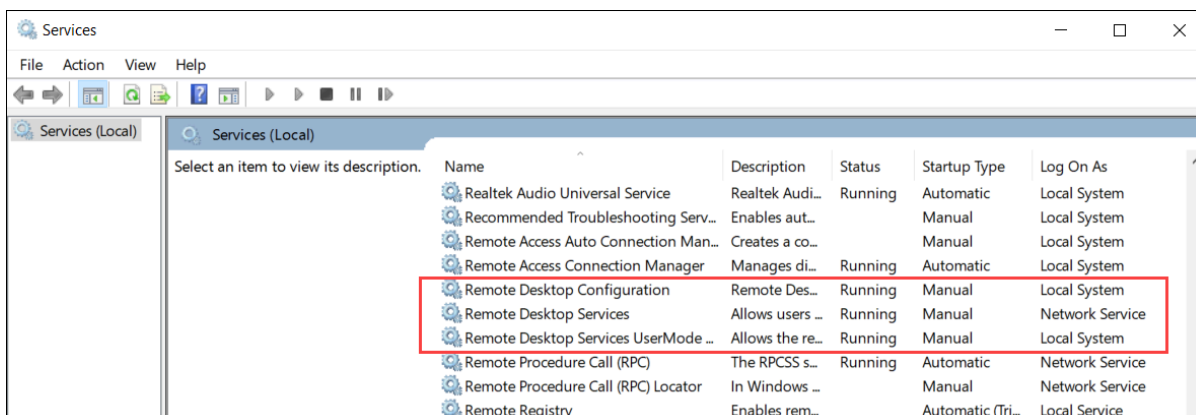 Services
File Action View Help
Services (Local)
Services (Local)
Select an item to view its description.
Name Description Status Startup Type Log On As
Realtek Audio Universal Service Realtek Audi... Running Automatic Local System
Recommended Troubleshooting Serv... Enables aut... Manual Local System
Remote Access Auto Connection Man... Creates a co... Manual Local System
Remote Access Connection Manager Manages di... Running Automatic Local System
Remote Desktop Configuration Remote Des... Running Manual Local System
Remote Desktop Services Allows users ... Running Manual Network Service
Remote Desktop Services UserMode ... Allows the re... Running Manual Local System
Remote Procedure Call (RPC) The RPCSS s... Running Automatic Network Service
Remote Procedure Call (RPC) Locator In Windows ... Manual Network Service
Remote Registry Enables rem... Automatic (Tri... Local Service